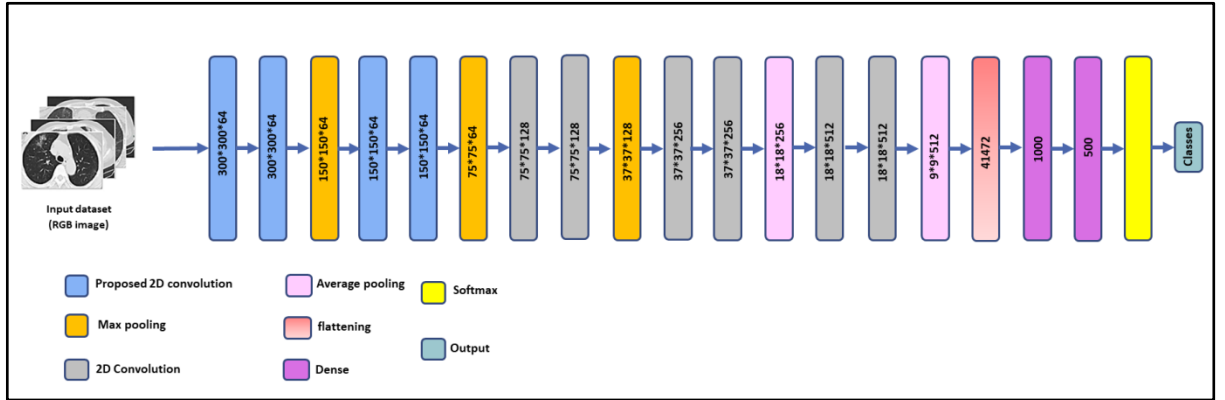 300*300*64
300*300*64
150*150*64
150*150*64
150*150*64
75*75*64
75*75*128
75*75*128
37*37*128
37*37*256
37*37*256
18*18*256
18*18*512
18*18*512
9*9*512
41472
1000
500
Classes
Input dataset
(RGB image)
Proposed 2D convolution
Average pooling
Softmax
Max pooling
flattening
Output
2D Convolution
Dense